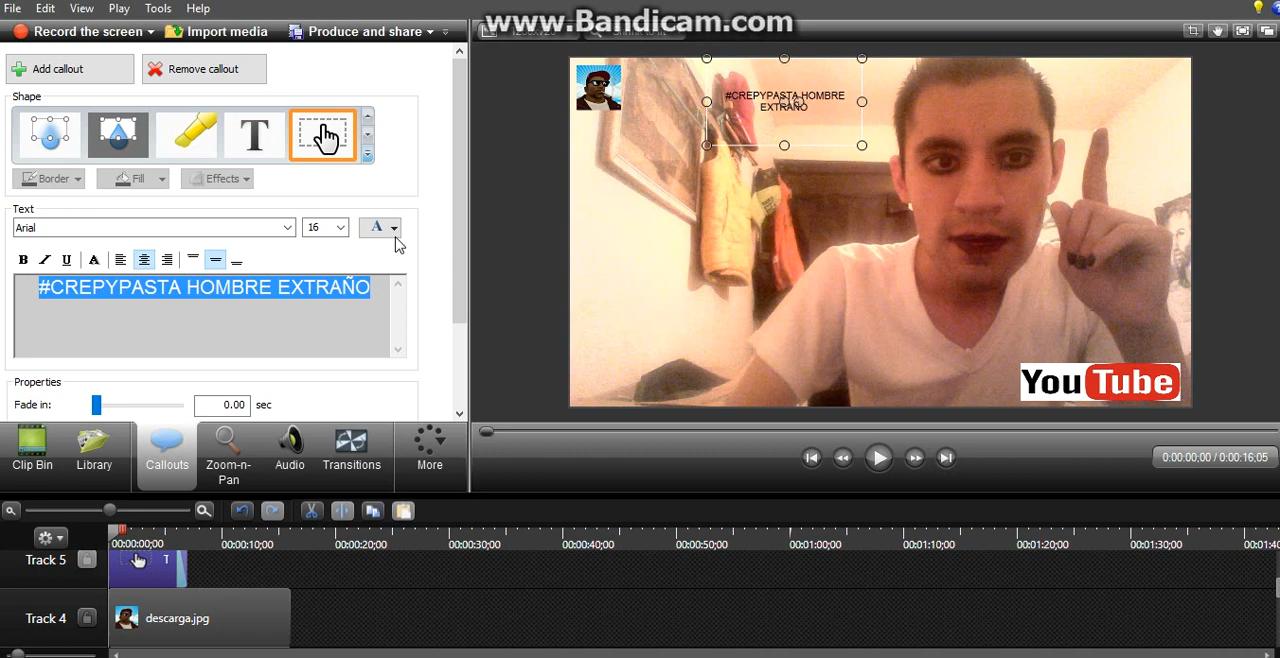 www.Bandicam.com
File Edit View Play Tools Help
Record the screen Import media Produce and share
Add callout Remove callout
Shape
T
Border Fill Effects
Text
Arial 16 A
B I U A
#CREPYPASTA HOMBRE EXTRAÑO
#CREPYPASTA HOMBRE
EXTRAÑO
YouTube
Properties
Fade in: 0.00 sec
Clip Bin Library Callouts Zoom-n-Pan Audio Transitions More
0:00:00;00 / 0:00:16;05
00:00:00;00 00:00:10;00 00:00:20;00 00:00:30;00 00:00:40;00 00:00:50;00 00:01:00;00 00:01:10;00 00:01:20;00 00:01:30;00
Track 5 T
Track 4 descarga.jpg